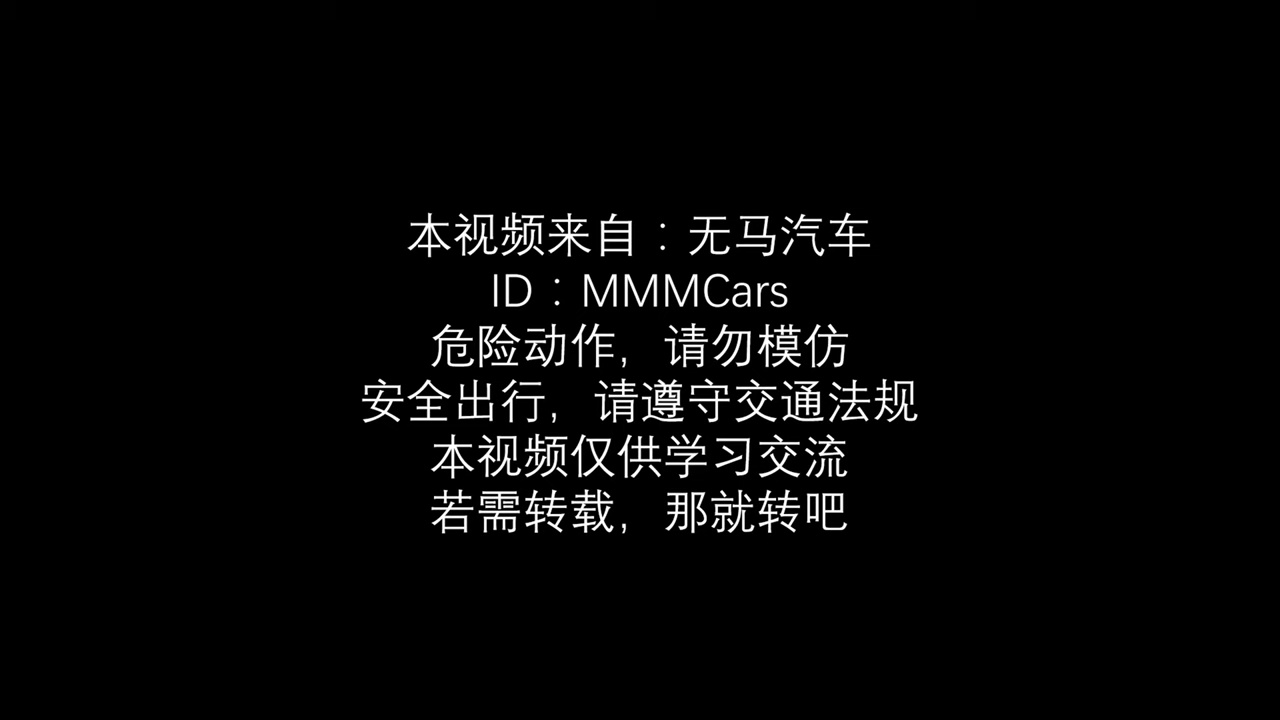 本视频来自：无马汽车
ID：MMMCars
危险动作，请勿模仿
安全出行，请遵守交通法规
本视频仅供学习交流
若需转载，那就转吧